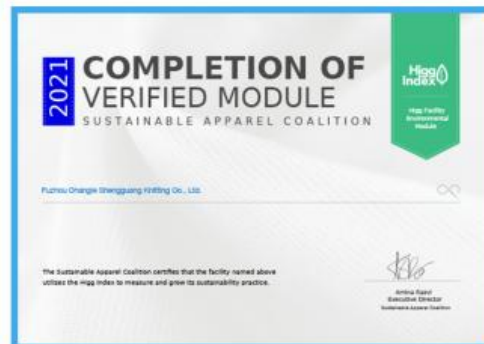 2021
COMPLETION OF
VERIFIED MODULE
SUSTAINABLE APPAREL COALITION
Higg
Index
Higg Facility
Environmental
Module
Fuzhou Changle Shengguang Knitting Co., Ltd.
The Sustainable Apparel Coalition certifies that the facility named above
utilizes the Higg Index to measure and grow its sustainability practice.
Amina Razvi
Executive Director
Sustainable Apparel Coalition